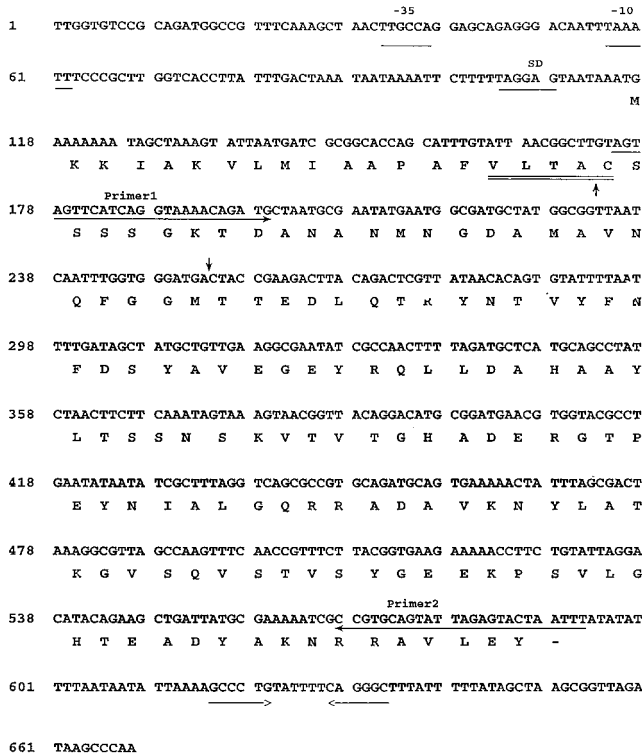 -35 -10
1 TTGGTGTCCG CAGATGGCCG TTTCAAAGCT AACTTGCCAG GAGCAGAGGG ACAATTTAAA
SD
61 TTTCCCGCTT GGTCACCTTA TTTGACTAAA TAATAAAATT CTTTTTAGGA GTAATAAATG
M
118 AAAAAAA TAGCTAAAGT ATTAATGATC GCGGCACCAG CATTTGTATT AACGGCTTGTAGT
K K I A K V L M I A A P A F V L T A C S
Primer1
178 AGTTCATCAG GTAAAACAGA TGCTAATGCG AATATGAATG GCGATGCTAT GGCGGTTAAT
S S S G K T D A N A N M N G D A M A V N
238 CAATTTGGTG GGATGACTAC CGAAGACTTA CAGACTCGTT ATAACACAGT GTATTTTAAT
Q F G G M T T E D L Q T R Y N T V Y F N
298 TTTGATAGCT ATGCTGTTGA AGGCGAATAT CGCCAACTTT TAGATGCTCA TGCAGCCTAT
F D S Y A V E G E Y R Q L L D A H A A Y
358 CTAACTTCTT CAAATAGTAA AGTAACGGTT ACAGGACATG CGGATGAACG TGGTACGCCT
L T S S N S K V T V T G H A D E R G T P
418 GAATATAATA TCGCTTTAGG TCAGCGCCGT GCAGATGCAG TGAAAAACTA TTTAGCGACT
E Y N I A L G Q R R A D A V K N Y L A T
478 AAAGGCGTTA GCCAAGTTTC AACCGTTTCT TACGGTGAAG AAAAACCTTC TGTATTAGGA
K G V S Q V S T V S Y G E E K P S V L G
Primer2
538 CATACAGAAG CTGATTATGC GAAAAATCGC CGTGCAGTAT TAGAGTACTA ATTTATATAT
H T E A D Y A K N R R A V L E Y -
601 TTTAATAATA TTAAAAGCCC TGTATTTTCA GGGCTTTATT TTTATAGCTA AGCGGTTAGA
661 TAAGCCCAA